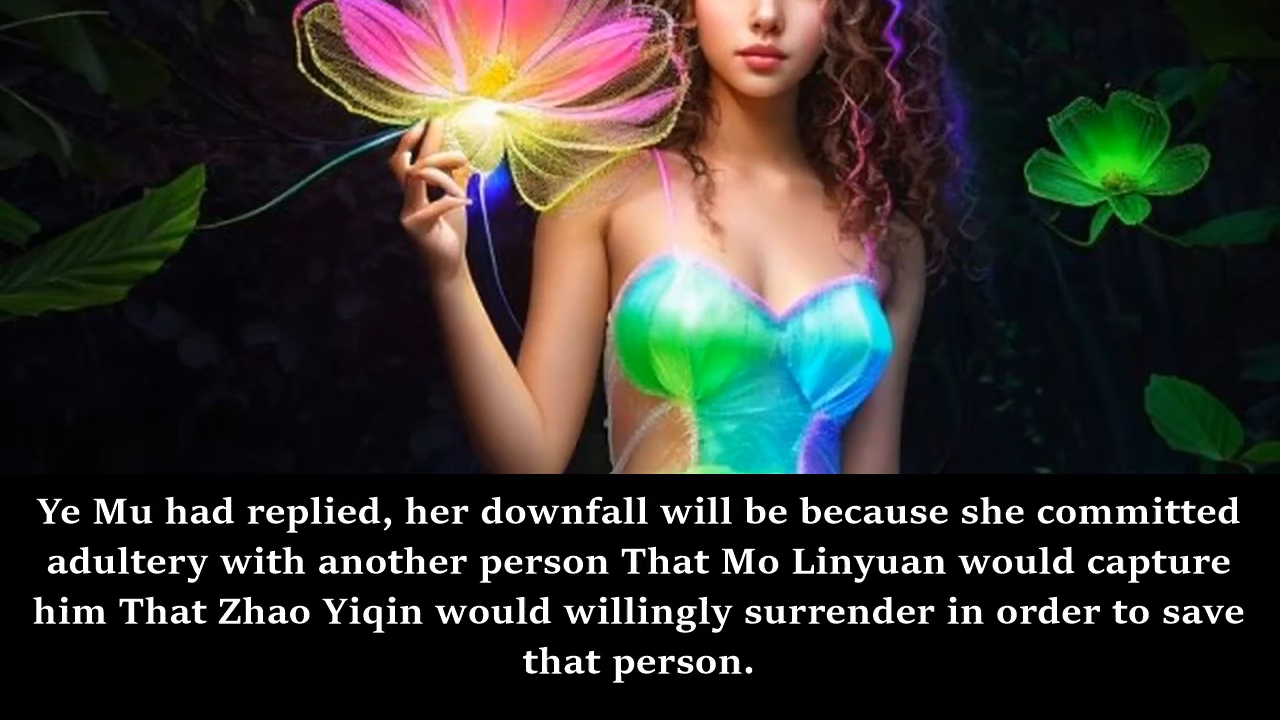 Ye Mu had replied, her downfall will be because she committed
adultery with another person That Mo Linyuan would capture
him That Zhao Yiqin would willingly surrender in order to save
that person.